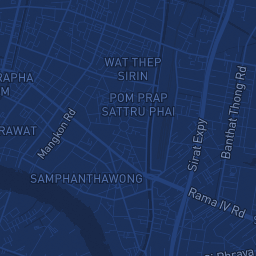 WAT THEP
SIRIN
RAPHA
M
POM PRAP
SATTRU PHAI
RAWAT
Mangkon Rd
Sirat Expy
Banthat Thong Rd
SAMPHANTHAWONG
Rama IV Rd